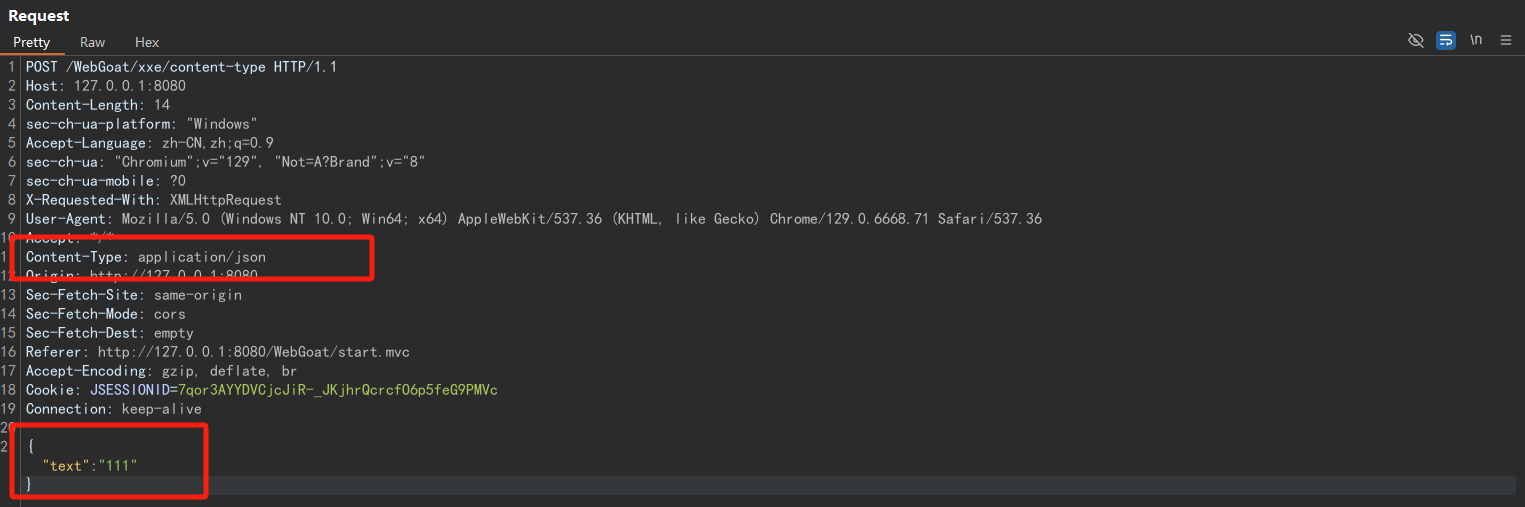 Request
Pretty Raw Hex
\n
1 POST /WebGoat/xxe/content-type HTTP/1.1
2 Host: 127.0.0.1:8080
3 Content-Length: 14
4 sec-ch-ua-platform: "Windows"
5 Accept-Language: zh-CN,zh;q=0.9
6 sec-ch-ua: "Chromium";v="129", "Not=A?Brand";v="8"
7 sec-ch-ua-mobile: ?0
8 X-Requested-With: XMLHttpRequest
9 User-Agent: Mozilla/5.0 (Windows NT 10.0; Win64; x64) AppleWebKit/537.36 (KHTML, like Gecko) Chrome/129.0.6668.71 Safari/537.36
10 Accept: */*
11 Content-Type: application/json
12 Origin: http://127.0.0.1:8080
13 Sec-Fetch-Site: same-origin
14 Sec-Fetch-Mode: cors
15 Sec-Fetch-Dest: empty
16 Referer: http://127.0.0.1:8080/WebGoat/start.mvc
17 Accept-Encoding: gzip, deflate, br
18 Cookie: JSESSIONID=7qor3AYYDVCjcJiR-_JKjhrQcrcfO6p5feG9PMVc
19 Connection: keep-alive
20
2 {
"text":"111"
}